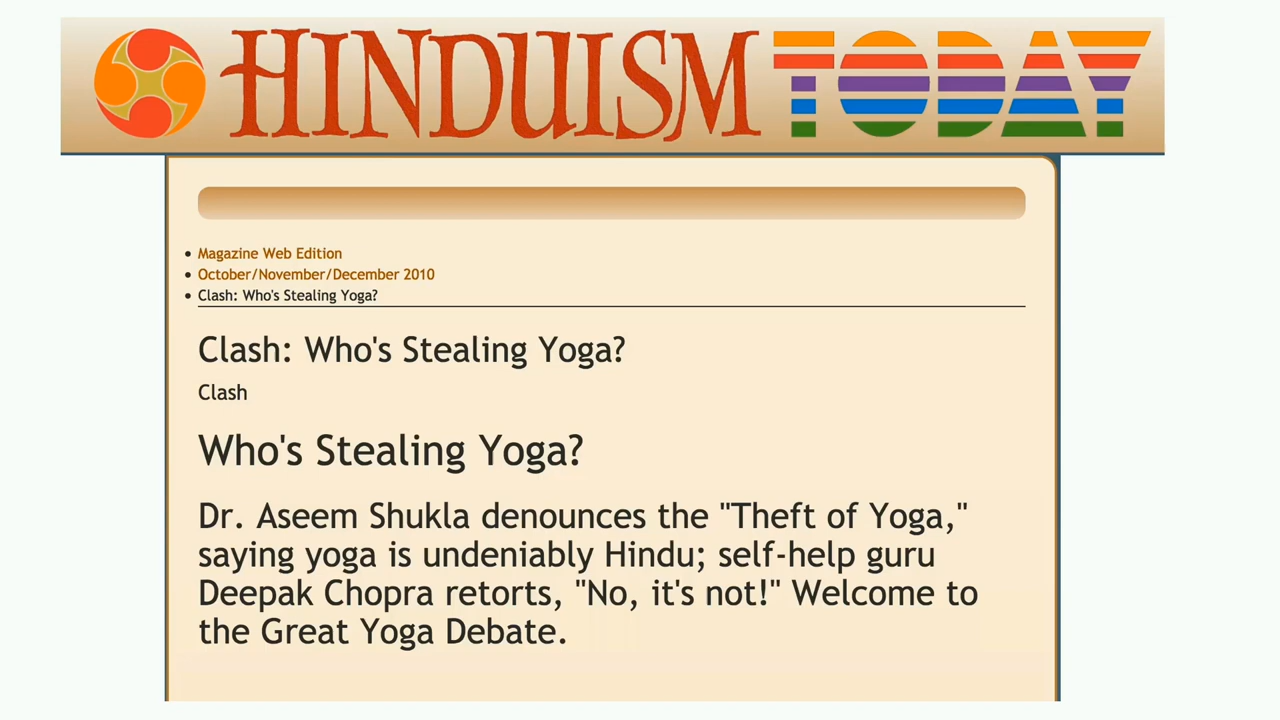 HINDUISM TODAY
Magazine Web Edition
October/November/December 2010
Clash: Who's Stealing Yoga?
Clash: Who's Stealing Yoga?
Clash
Who's Stealing Yoga?
Dr. Aseem Shukla denounces the "Theft of Yoga,"
saying yoga is undeniably Hindu; self-help guru
Deepak Chopra retorts, "No, it's not!" Welcome to
the Great Yoga Debate.